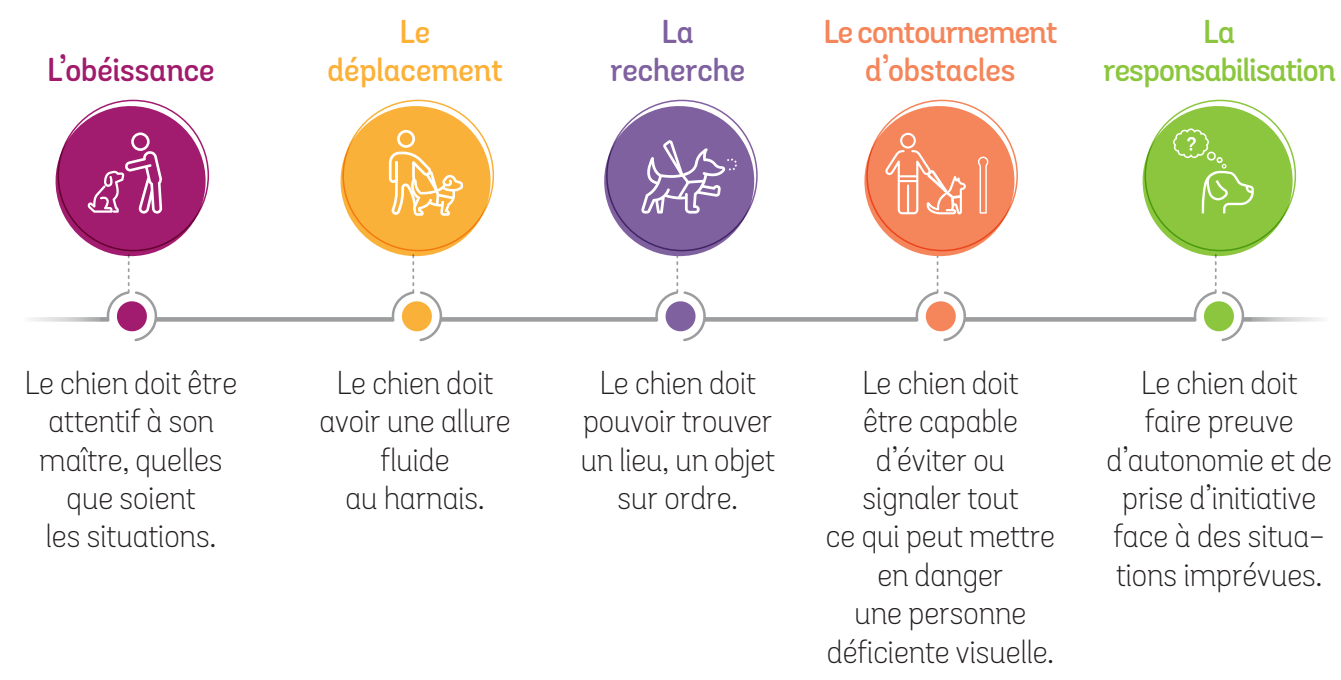 L'obéissance
Le chien doit être
attentif à son
maître, quelles
que soient
les situations.
Le
déplacement
Le chien doit
avoir une allure
fluide
au harnais.
La
recherche
Le chien doit
pouvoir trouver
un lieu, un objet
sur ordre.
Le contournement
d'obstacles
Le chien doit
être capable
d'éviter ou
signaler tout
ce qui peut mettre
en danger
une personne
déficiente visuelle.
La
responsabilisation
?
Le chien doit
faire preuve
d'autonomie et de
prise d'initiative
face à des situa-
tions imprévues.